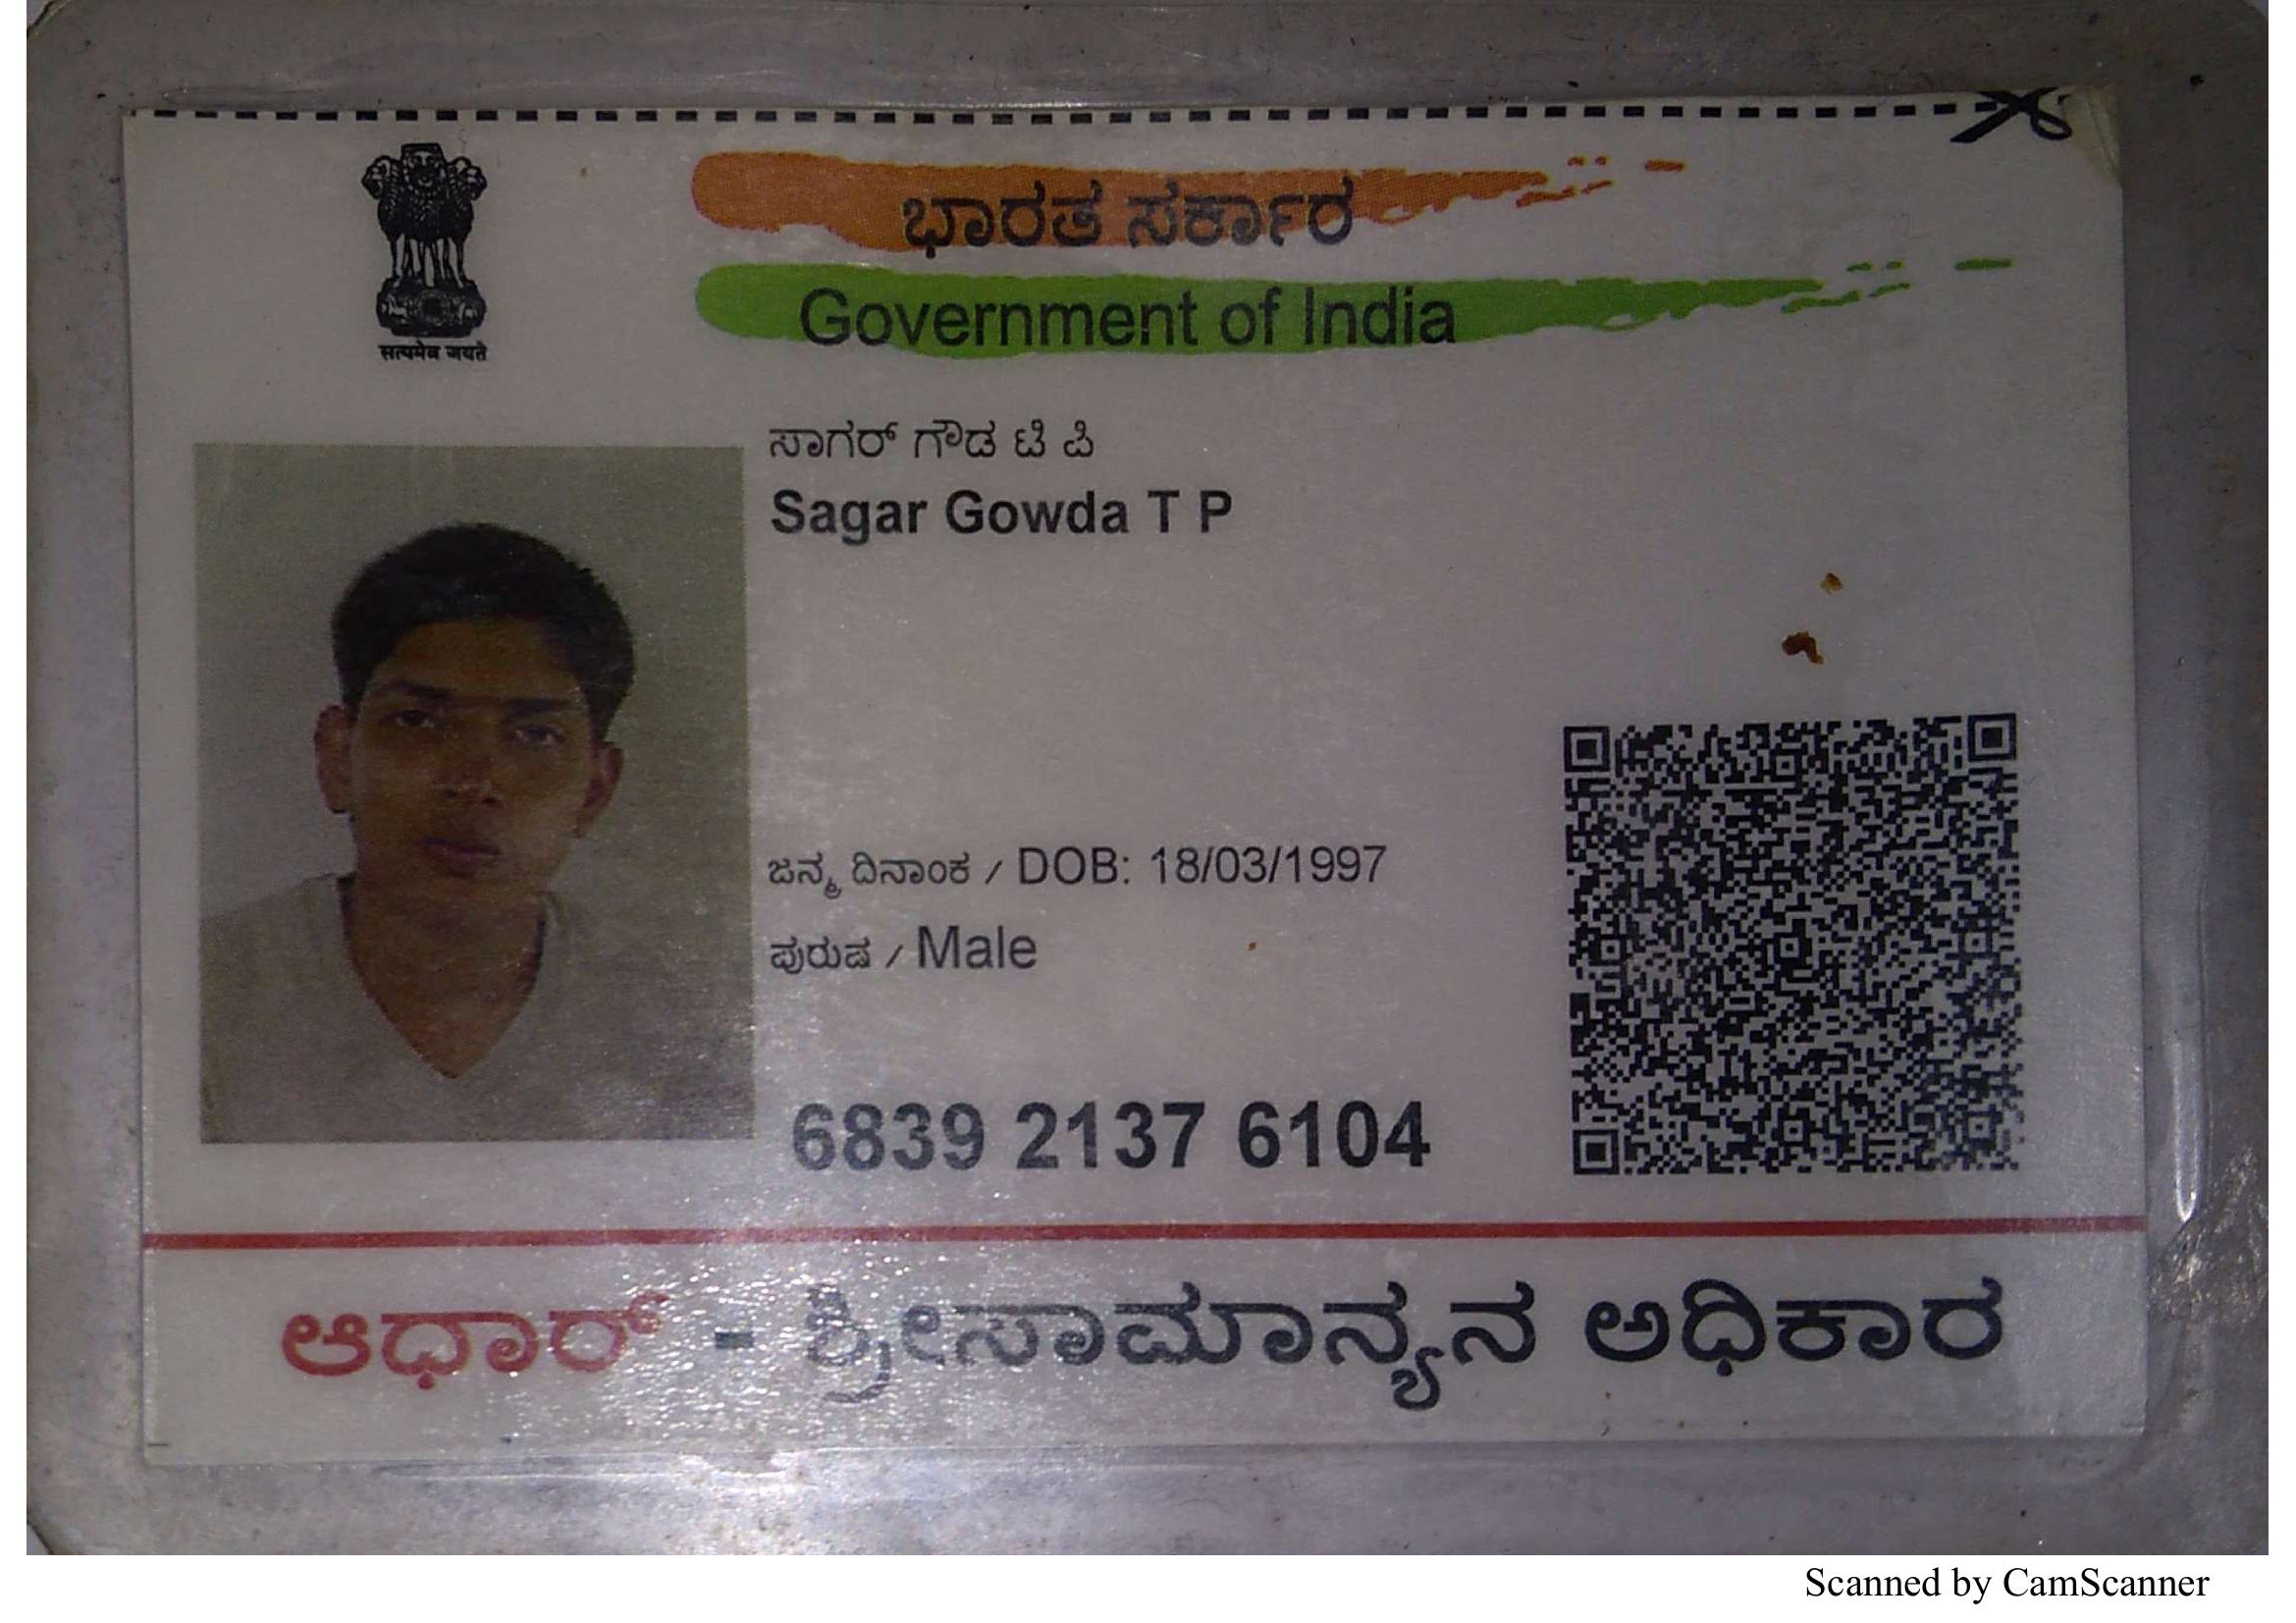 ಭಾರತ ಸರ್ಕಾರ
Government of India
सत्यमेव जयते
ಸಾಗರ್ ಗೌಡ ಟಿ ಪಿ
Sagar Gowda T P
ಜನ್ಮ ದಿನಾಂಕ / DOB: 18/03/1997
ಪುರುಷ / Male
6839 2137 6104
ಆಧಾರ್ - ಶ್ರೀಸಾಮಾನ್ಯನ ಅಧಿಕಾರ
Scanned by CamScanner